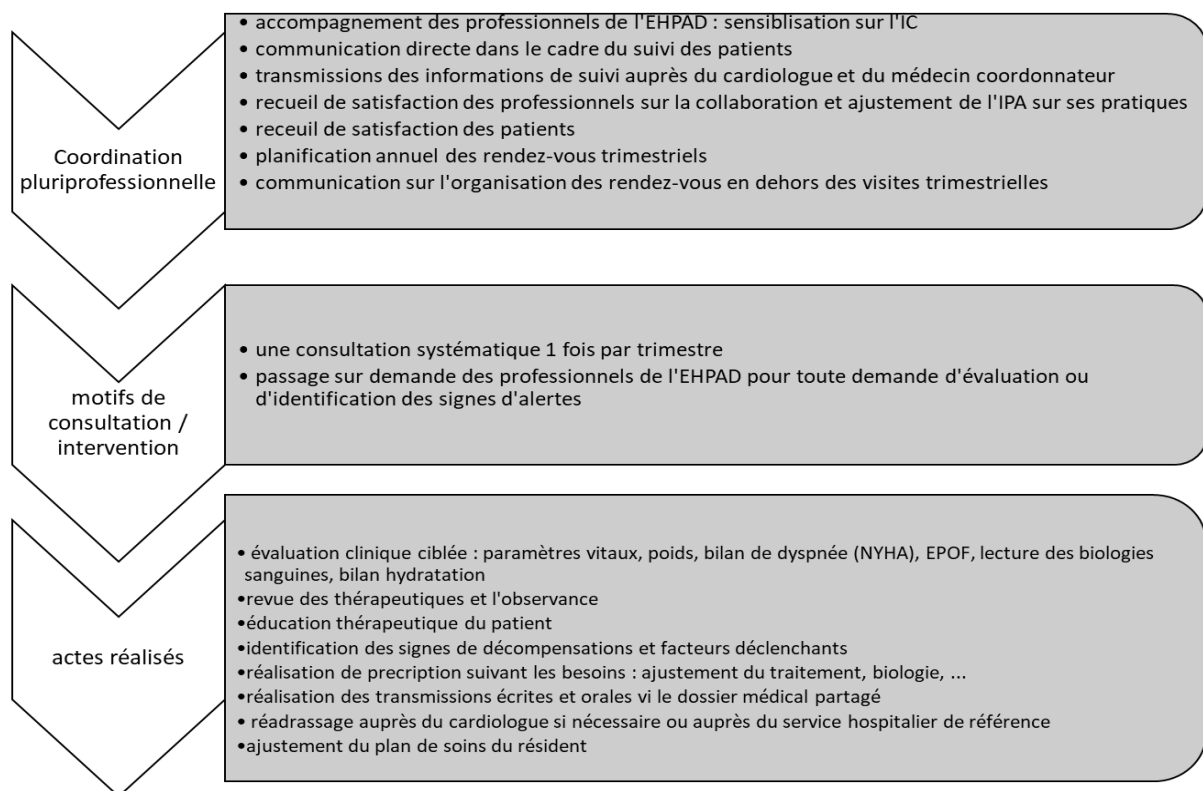 Coordination
pluriprofessionnelle
• accompagnement des professionnels de l'EHPAD : sensiblisation sur l'IC
• communication directe dans le cadre du suivi des patients
• transmissions des informations de suivi auprès du cardiologue et du médecin coordonnateur
• recueil de satisfaction des professionnels sur la collaboration et ajustement de l'IPA sur ses pratiques
• receuil de satisfaction des patients
• planification annuel des rendez-vous trimestriels
• communication sur l'organisation des rendez-vous en dehors des visites trimestrielles
motifs de
consultation /
intervention
• une consultation systématique 1 fois par trimestre
• passage sur demande des professionnels de l'EHPAD pour toute demande d'évaluation ou
d'identification des signes d'alertes
actes réalisés
• évaluation clinique ciblée : paramètres vitaux, poids, bilan de dyspnée (NYHA), EPOF, lecture des biologies
sanguines, bilan hydratation
•revue des thérapeutiques et l'observance
•éducation thérapeutique du patient
•identification des signes de décompensations et facteurs déclenchants
•réalisation de precription suivant les besoins : ajustement du traitement, biologie, ...
•réalisation des transmissions écrites et orales vi le dossier médical partagé
• réadrassage auprès du cardiologue si nécessaire ou auprès du service hospitalier de référence
•ajustement du plan de soins du résident